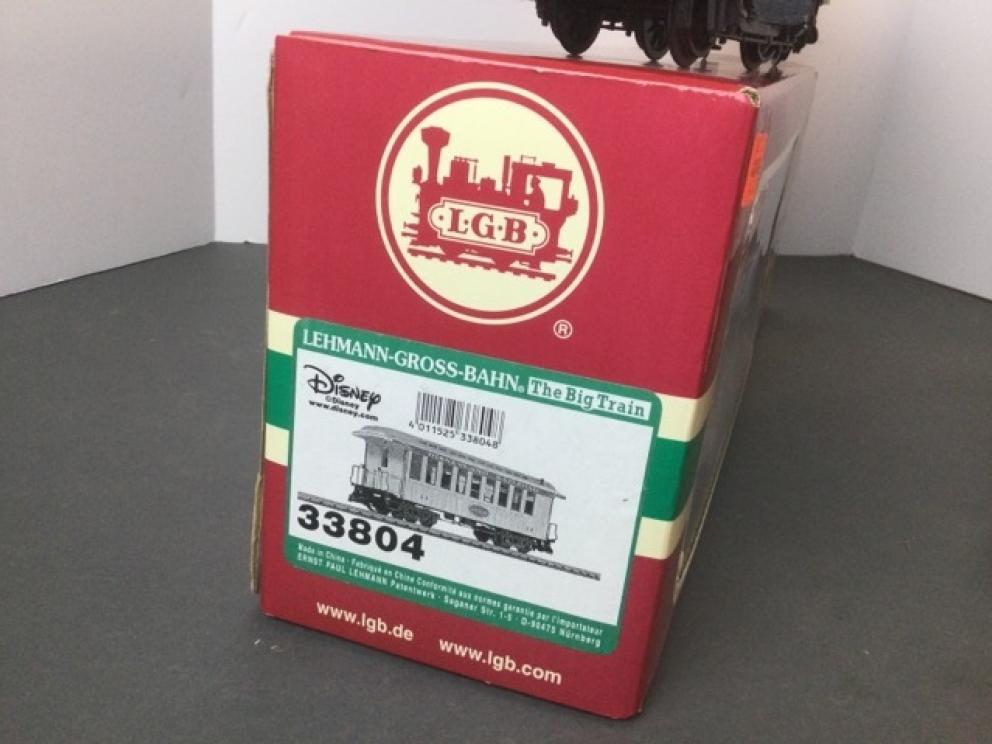 L·G·B
®
LEHMANN-GROSS-BAHN® The Big Train
Disney
©Disney
www.disney.com
4 011525 338048
33804
Made in China · Fabriqué en Chine Conformité aux normes garantie par l'importateur
ERNST PAUL LEHMANN Patentwerk · Saganer Str. 1-5 · D-90475 Nürnberg
www.lgb.de www.lgb.com